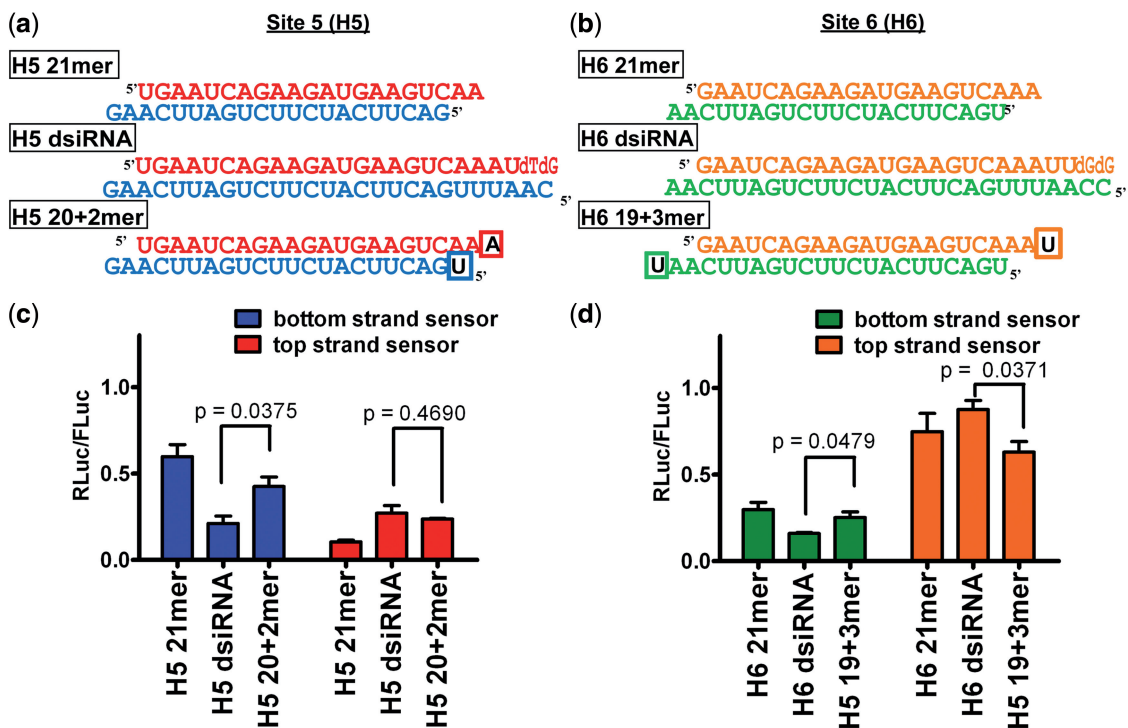 (a) Site 5 (H5)
H5 21mer
5' UGAAUCAGAAGAUGAAGUCAA
GAACUUAGUCUUCUACUUCAG 5'
H5 dsiRNA
5' UGAAUCAGAAGAUGAAGUCAAAUdTdG
GAACUUAGUCUUCUACUUCAGUUUAAC 5'
H5 20+2mer
5' UGAAUCAGAAGAUGAAGUCAA A
GAACUUAGUCUUCUACUUCAG U 5'
(b) Site 6 (H6)
H6 21mer
5' GAAUCAGAAGAUGAAGUCAAA
AACUUAGUCUUCUACUUCAGU 5'
H6 dsiRNA
5' GAAUCAGAAGAUGAAGUCAAAUUdGdG
AACUUAGUCUUCUACUUCAGUUUAACC 5'
H6 19+3mer
5' GAAUCAGAAGAUGAAGUCAAA U
U AACUUAGUCUUCUACUUCAGU 5'
(c)
bottom strand sensor
top strand sensor
RLuc/FLuc
1.0
0.5
0.0
p = 0.0375
p = 0.4690
H5 21mer
H5 dsiRNA
H5 20+2mer
H5 21mer
H5 dsiRNA
H5 20+2mer
(d)
bottom strand sensor
top strand sensor
RLuc/FLuc
1.0
0.5
0.0
p = 0.0479
p = 0.0371
H6 21mer
H6 dsiRNA
H5 19+3mer
H6 21mer
H6 dsiRNA
H5 19+3mer